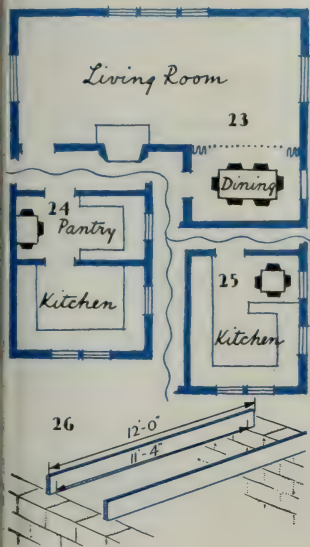 Living Room
23
Dining
24
Pantry
Kitchen
25
Kitchen
26
12'-0"
11'-4"